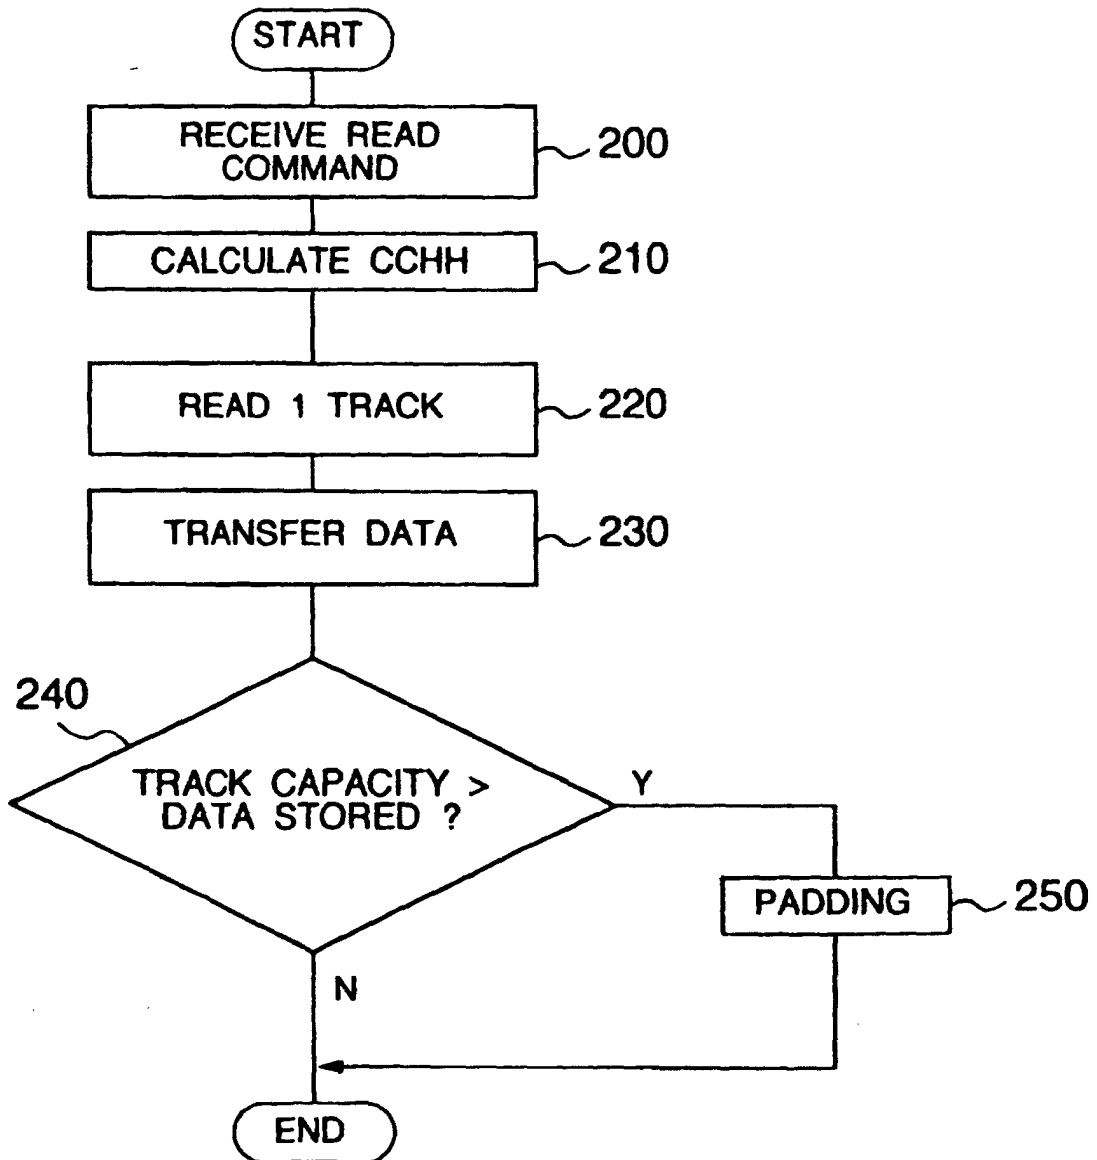 START
RECEIVE READ
COMMAND
200
CALCULATE CCHH
210
READ 1 TRACK
220
TRANSFER DATA
230
240
TRACK CAPACITY >
DATA STORED ?
Y
PADDING
250
N
END